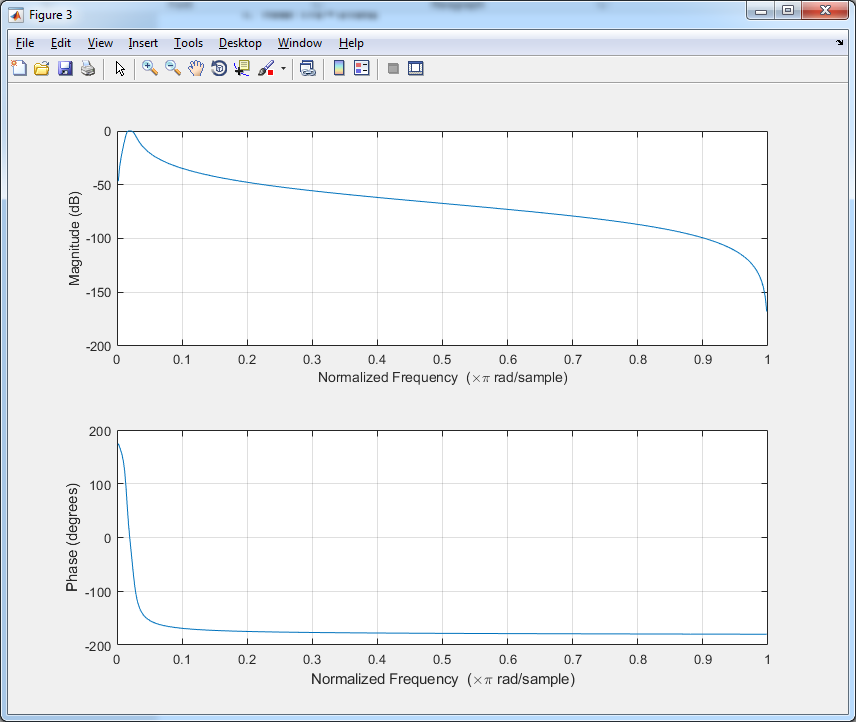 Figure 3
File Edit View Insert Tools Desktop Window Help
0
-50
-100
-150
-200
Magnitude (dB)
0 0.1 0.2 0.3 0.4 0.5 0.6 0.7 0.8 0.9 1
Normalized Frequency (×π rad/sample)
200
100
0
-100
-200
Phase (degrees)
0 0.1 0.2 0.3 0.4 0.5 0.6 0.7 0.8 0.9 1
Normalized Frequency (×π rad/sample)